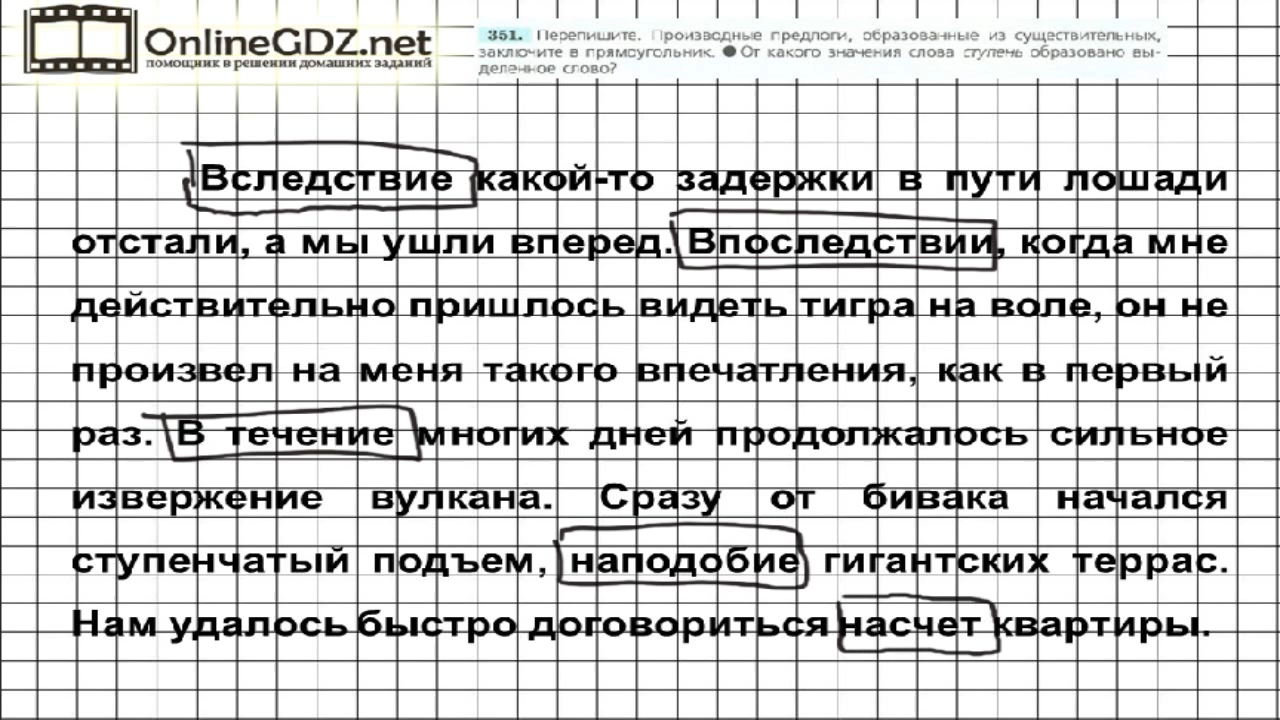 OnlineGDZ.net
помощник в решении домашних заданий
351. Перепишите. Производные предлоги, образованные из существительных,
заключите в прямоугольник. ● От какого значения слова ступень образовано вы-
деленное слово?
Вследствие какой-то задержки в пути лошади
отстали, а мы ушли вперед. Впоследствии, когда мне
действительно пришлось видеть тигра на воле, он не
произвел на меня такого впечатления, как в первый
раз. В течение многих дней продолжалось сильное
извержение вулкана. Сразу от бивака начался
ступенчатый подъем, наподобие гигантских террас.
Нам удалось быстро договориться насчет квартиры.